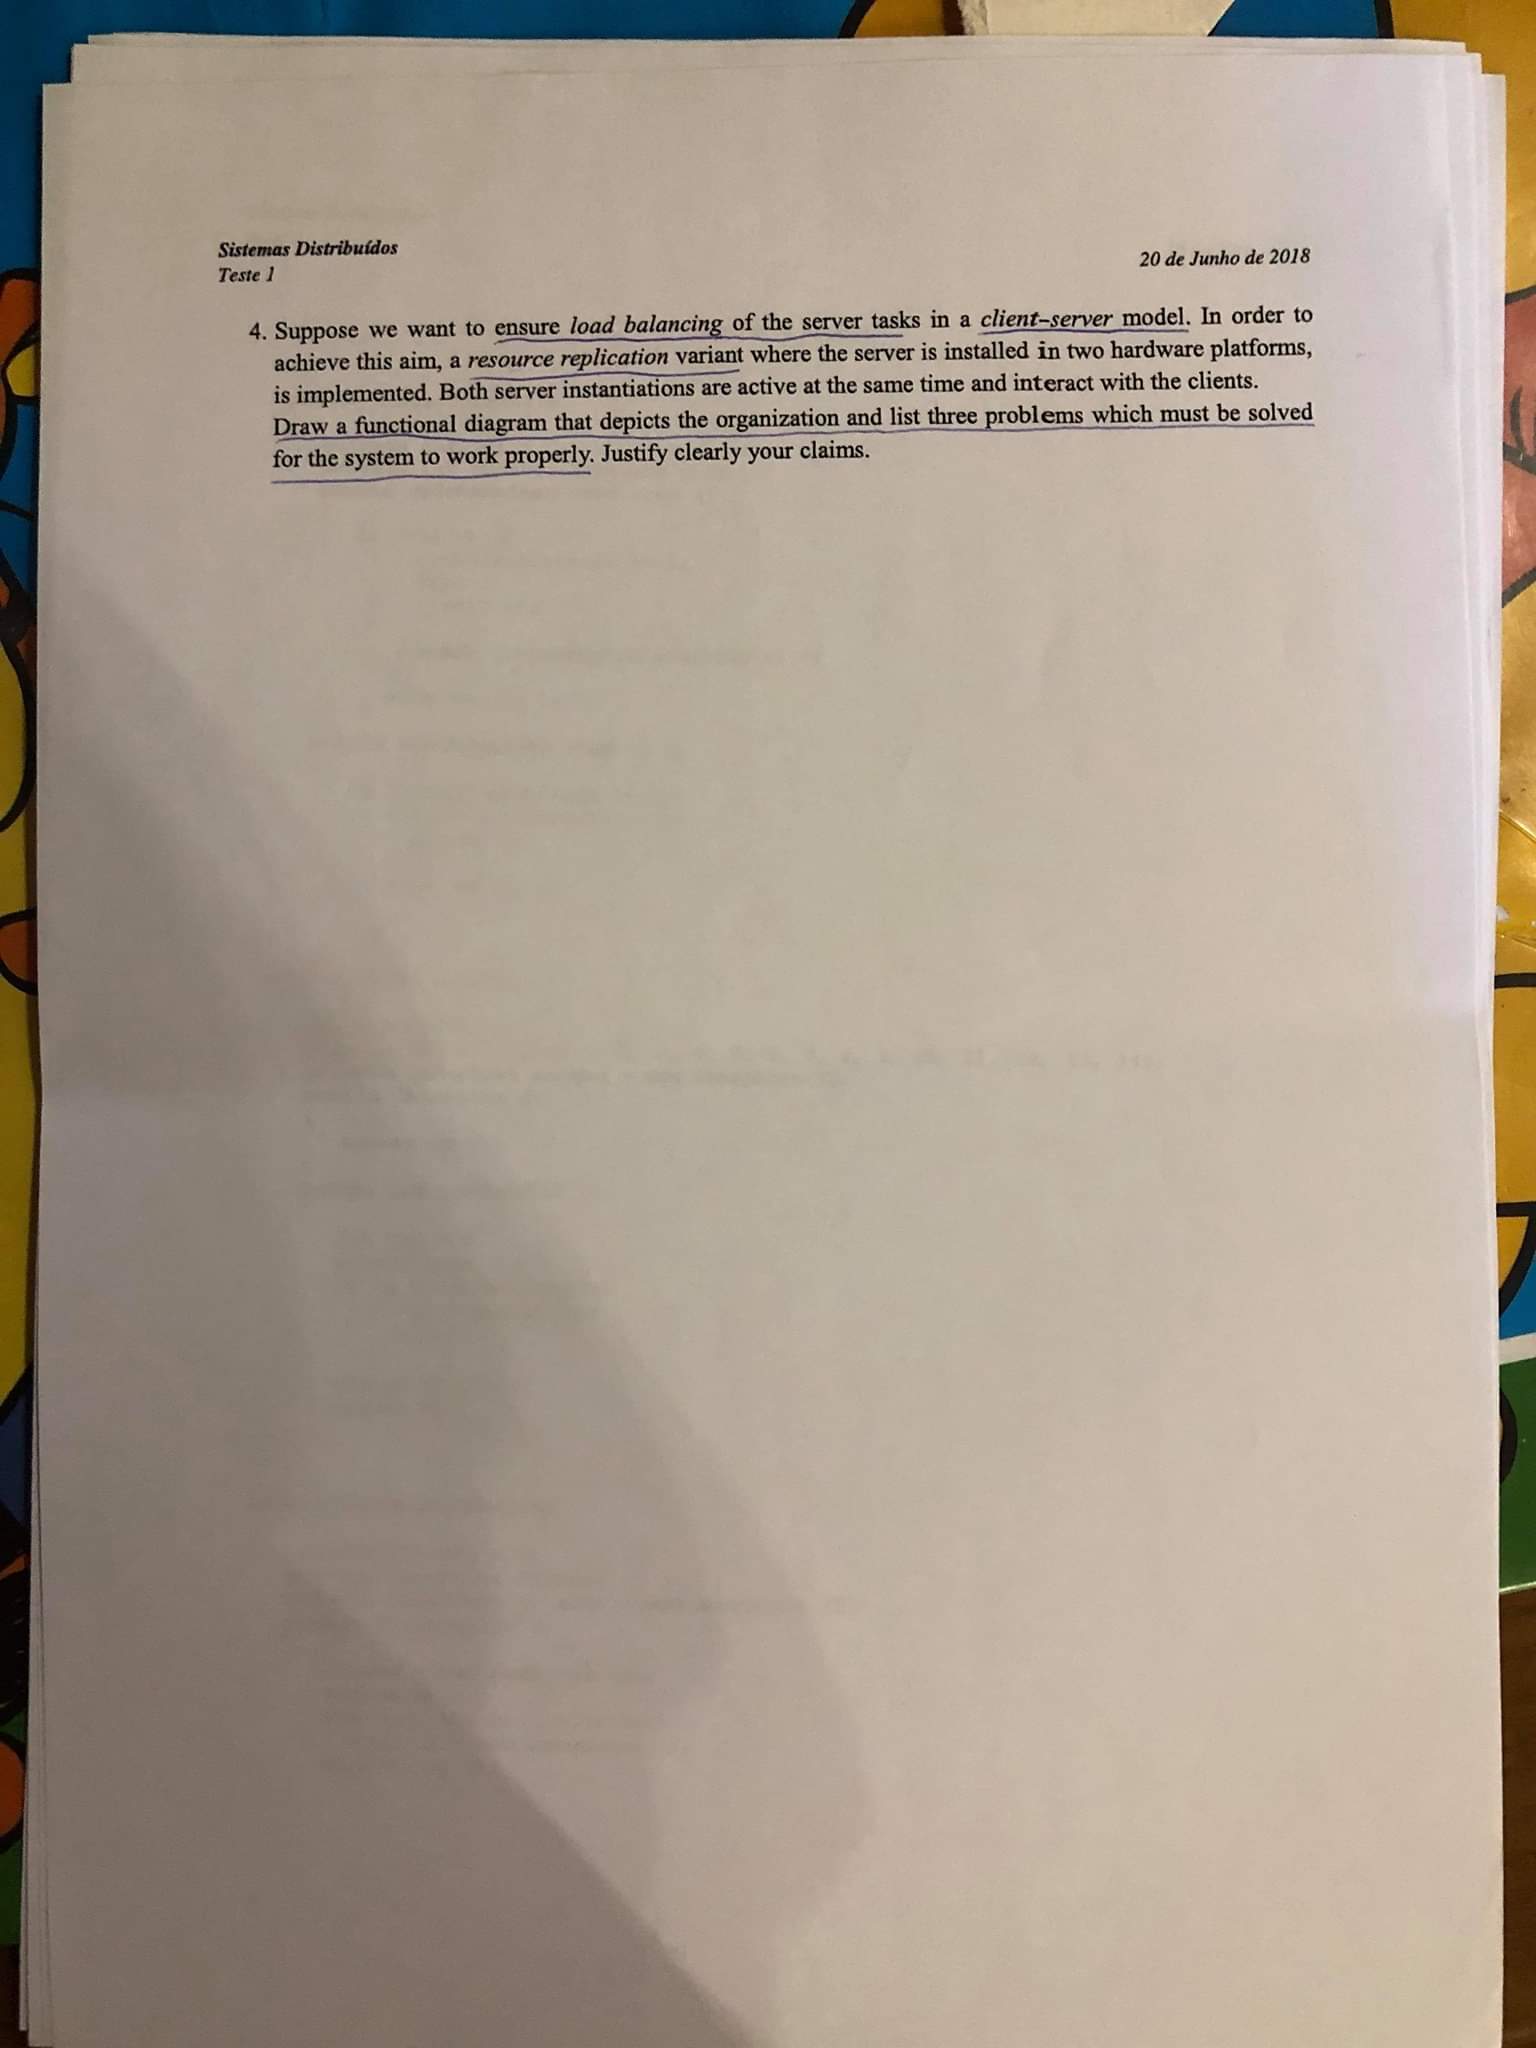 Sistemas Distribuídos
Teste 1
20 de Junho de 2018
4. Suppose we want to ensure load balancing of the server tasks in a client–server model. In order to
achieve this aim, a resource replication variant where the server is installed in two hardware platforms,
is implemented. Both server instantiations are active at the same time and interact with the clients.
Draw a functional diagram that depicts the organization and list three problems which must be solved
for the system to work properly. Justify clearly your claims.